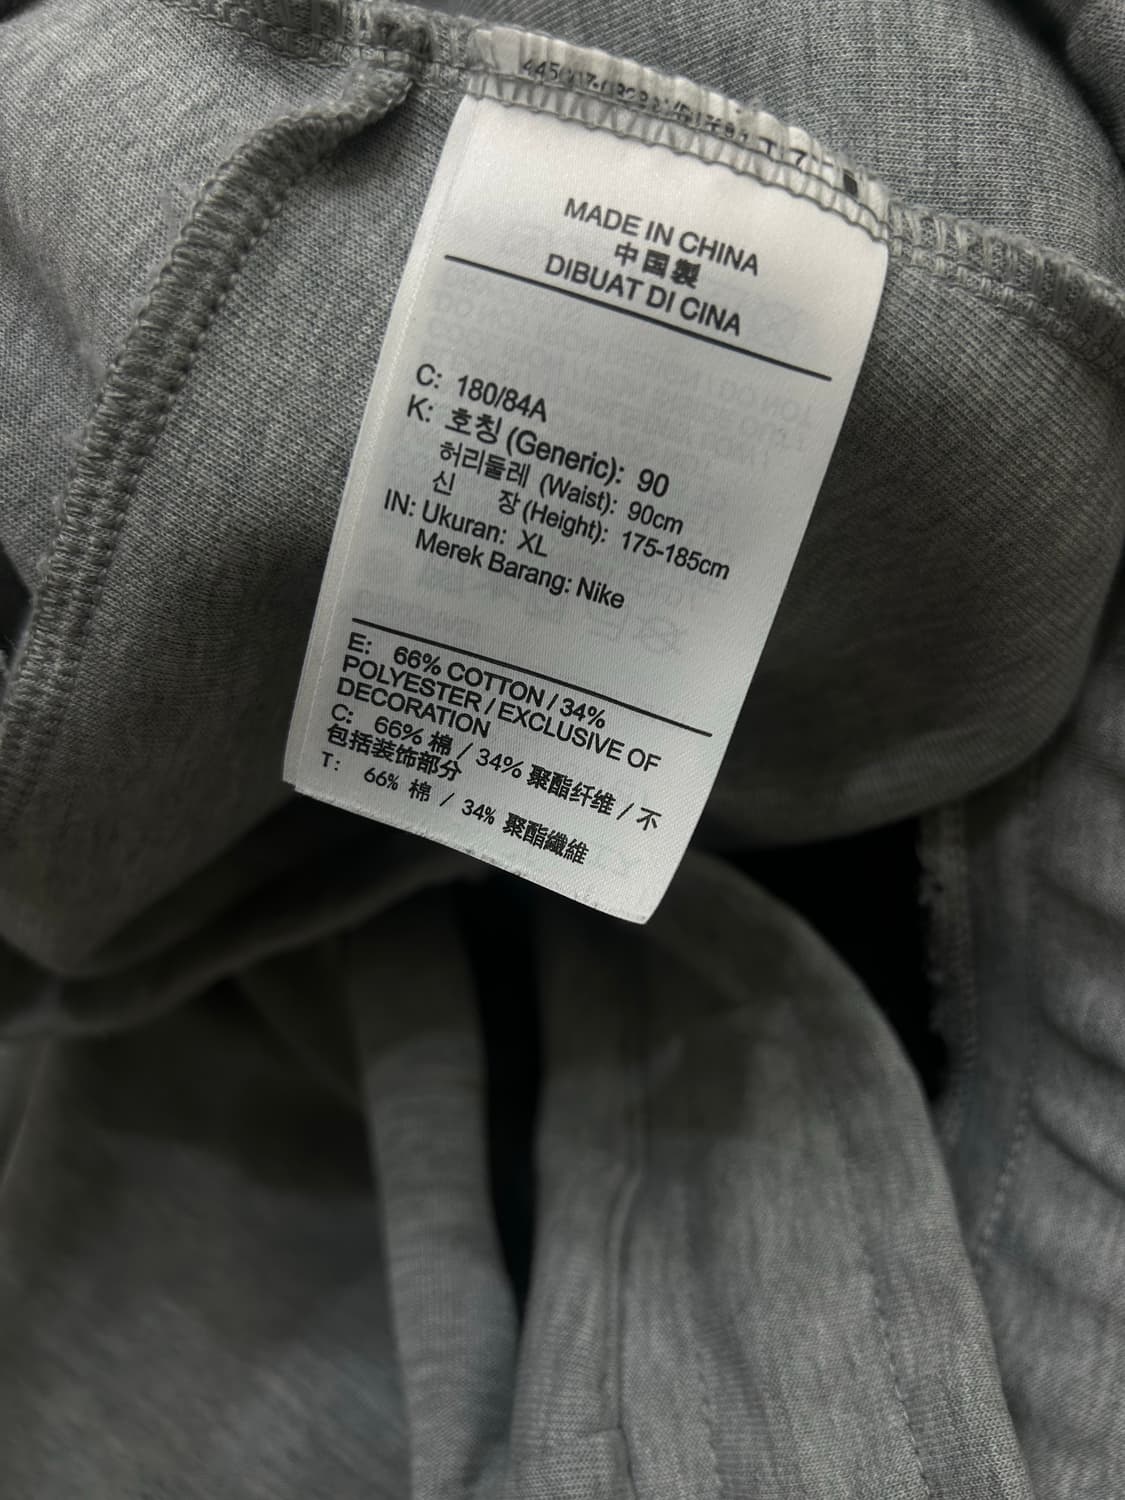 MADE IN CHINA
中国製
DIBUAT DI CINA
C: 180/84A
K: 호칭 (Generic): 90
허리둘레 (Waist): 90cm
신 장 (Height): 175-185cm
IN: Ukuran: XL
Merek Barang: Nike
E: 66% COTTON / 34%
POLYESTER / EXCLUSIVE OF
DECORATION
C: 66% 棉 / 34% 聚酯纤维 / 不
包括装饰部分
T: 66% 棉 / 34% 聚酯纖維